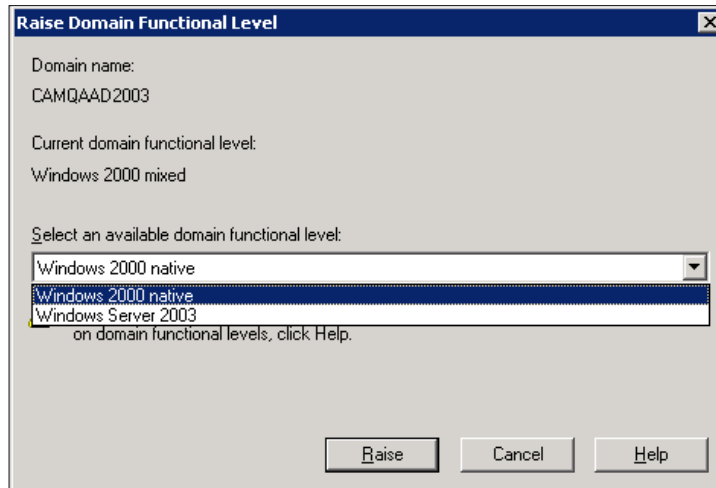 Raise Domain Functional Level
Domain name:
CAMQAAD2003
Current domain functional level:
Windows 2000 mixed
Select an available domain functional level:
Windows 2000 native
Windows 2000 native
Windows Server 2003
on domain functional levels, click Help.
Raise
Cancel
Help